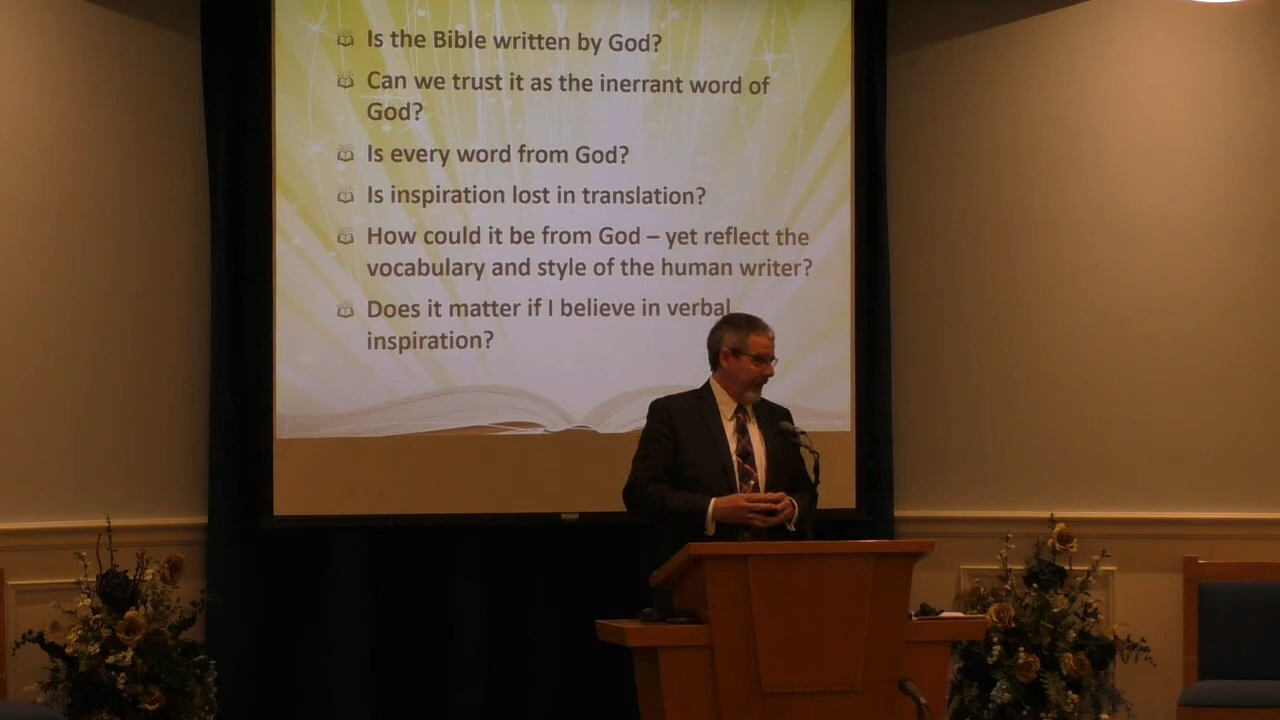 Is the Bible written by God?
Can we trust it as the inerrant word of
God?
Is every word from God?
Is inspiration lost in translation?
How could it be from God – yet reflect the
vocabulary and style of the human writer?
Does it matter if I believe in verbal
inspiration?